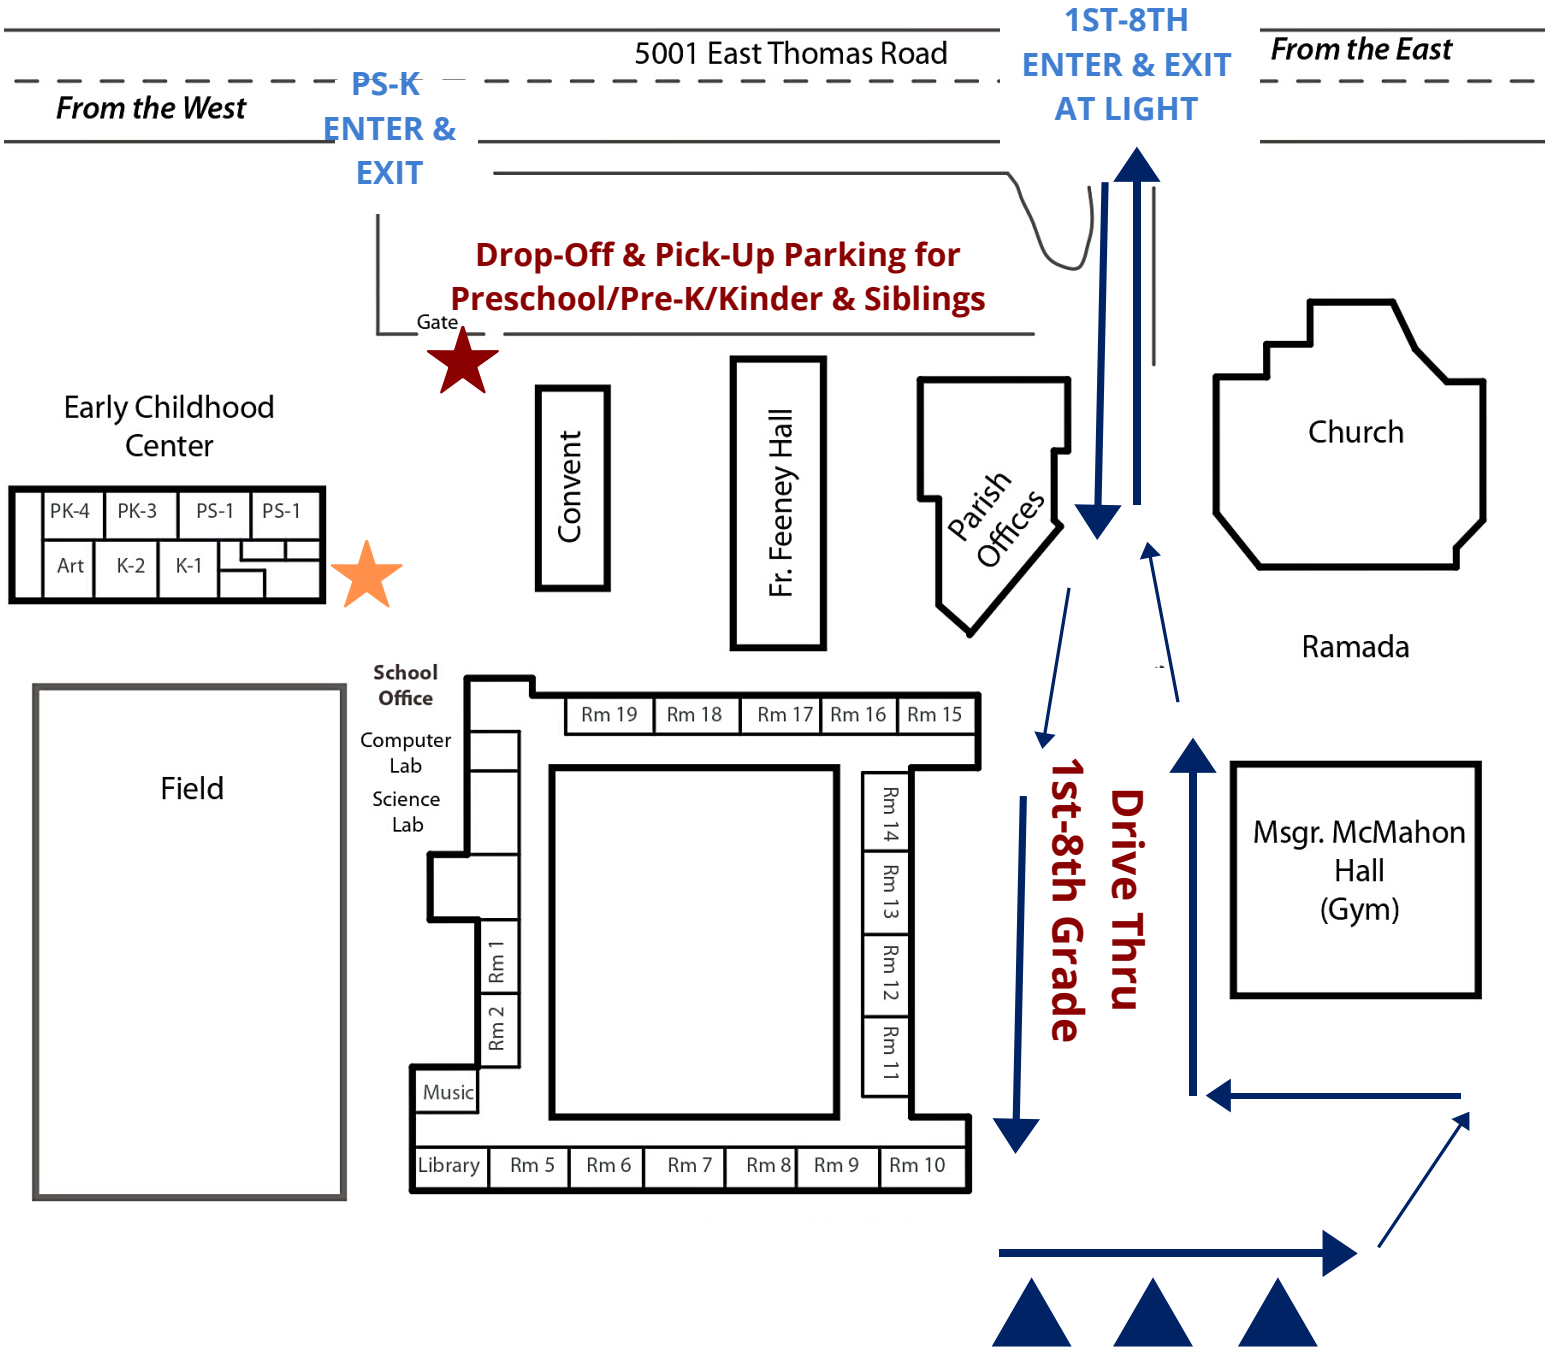 1ST-8TH
ENTER & EXIT
AT LIGHT
5001 East Thomas Road
From the East
From the West
PS-K
ENTER &
EXIT
Drop-Off & Pick-Up Parking for
Preschool/Pre-K/Kinder & Siblings
Gate
Early Childhood
Center
PK-4
PK-3
PS-1
PS-1
Art
K-2
K-1
Convent
Fr. Feeney Hall
Parish
Offices
Church
Ramada
School
Office
Computer
Lab
Science
Lab
Field
Rm 19
Rm 18
Rm 17
Rm 16
Rm 15
Rm 14
Rm 13
Rm 12
Rm 11
Rm 1
Rm 2
Music
Library
Rm 5
Rm 6
Rm 7
Rm 8
Rm 9
Rm 10
Drive Thru
1st-8th Grade
Msgr. McMahon
Hall
(Gym)